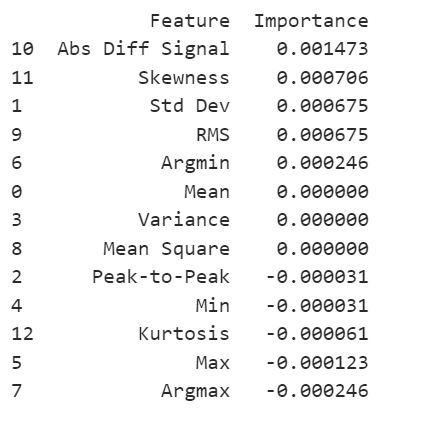 Feature Importance
10 Abs Diff Signal 0.001473
11 Skewness 0.000706
1 Std Dev 0.000675
9 RMS 0.000675
6 Argmin 0.000246
0 Mean 0.000000
3 Variance 0.000000
8 Mean Square 0.000000
2 Peak-to-Peak -0.000031
4 Min -0.000031
12 Kurtosis -0.000061
5 Max -0.000123
7 Argmax -0.000246